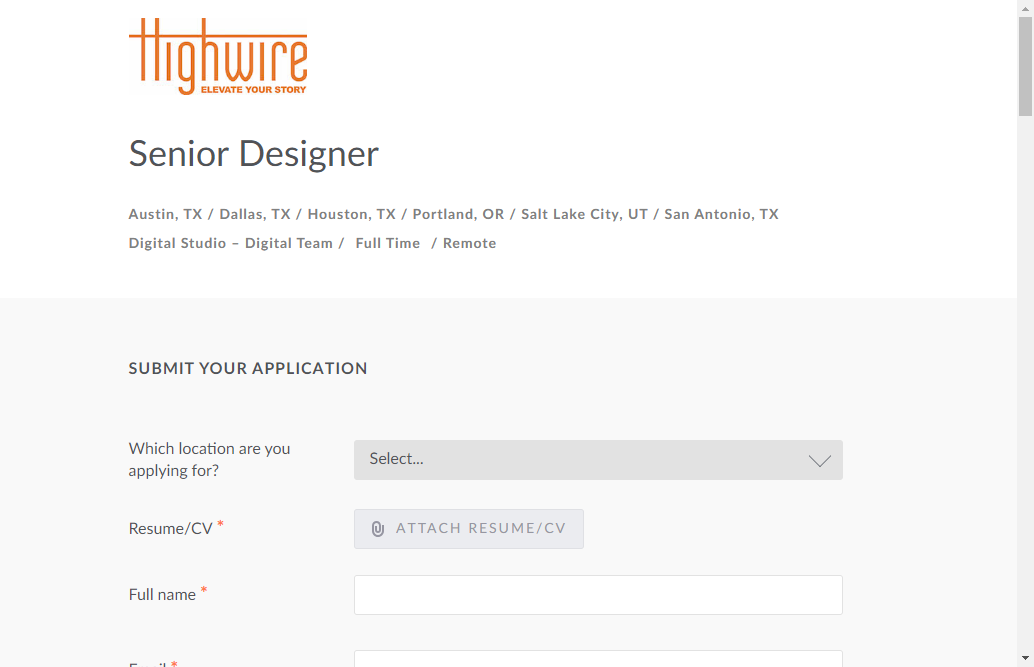 Highwire
ELEVATE YOUR STORY
Senior Designer
Austin, TX / Dallas, TX / Houston, TX / Portland, OR / Salt Lake City, UT / San Antonio, TX
Digital Studio – Digital Team / Full Time / Remote
SUBMIT YOUR APPLICATION
Which location are you
applying for?
Select...
Resume/CV *
ATTACH RESUME/CV
Full name *
Email *